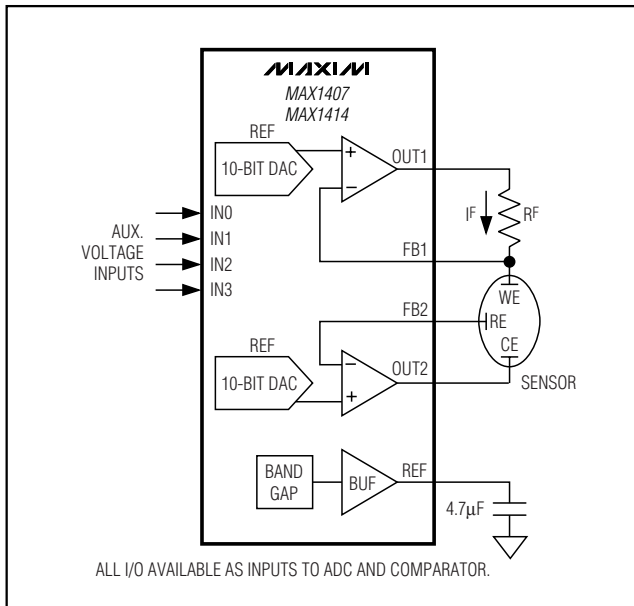 MAXIM
MAX1407
MAX1414
REF
10-BIT DAC
+
−
OUT1
IF
RF
AUX.
VOLTAGE
INPUTS
IN0
IN1
IN2
IN3
FB1
WE
FB2
RE
CE
REF
10-BIT DAC
−
+
OUT2
SENSOR
BAND
GAP
BUF
REF
4.7µF
ALL I/O AVAILABLE AS INPUTS TO ADC AND COMPARATOR.